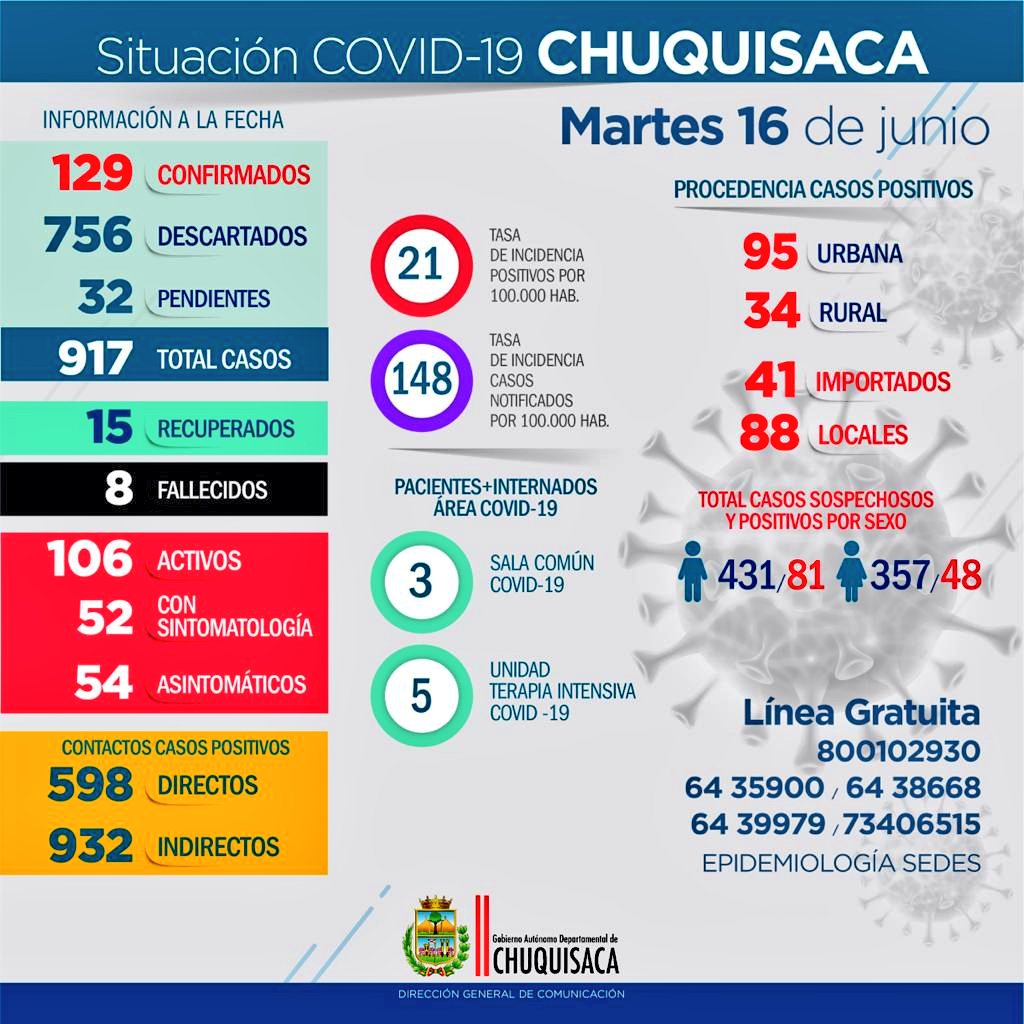 Situación COVID-19 CHUQUISACA
INFORMACIÓN A LA FECHA
129 CONFIRMADOS
756 DESCARTADOS
32 PENDIENTES
917 TOTAL CASOS
15 RECUPERADOS
8 FALLECIDOS
106 ACTIVOS
52 CON
SINTOMATOLOGÍA
54 ASINTOMÁTICOS
CONTACTOS CASOS POSITIVOS
598 DIRECTOS
932 INDIRECTOS
21
TASA
DE INCIDENCIA
POSITIVOS POR
100.000 HAB.
148
TASA
DE INCIDENCIA
CASOS
NOTIFICADOS
POR 100.000 HAB.
PACIENTES+INTERNADOS
ÁREA COVID-19
3
SALA COMÚN
COVID-19
5
UNIDAD
TERAPIA INTENSIVA
COVID -19
Martes 16 de junio
PROCEDENCIA CASOS POSITIVOS
95 URBANA
34 RURAL
41 IMPORTADOS
88 LOCALES
TOTAL CASOS SOSPECHOSOS
Y POSITIVOS POR SEXO
431/81 357/48
Línea Gratuita
800102930
64 35900 / 64 38668
64 39979 / 73406515
EPIDEMIOLOGÍA SEDES
Gobierno Autónomo Departamental de
CHUQUISACA
DIRECCIÓN GENERAL DE COMUNICACIÓN